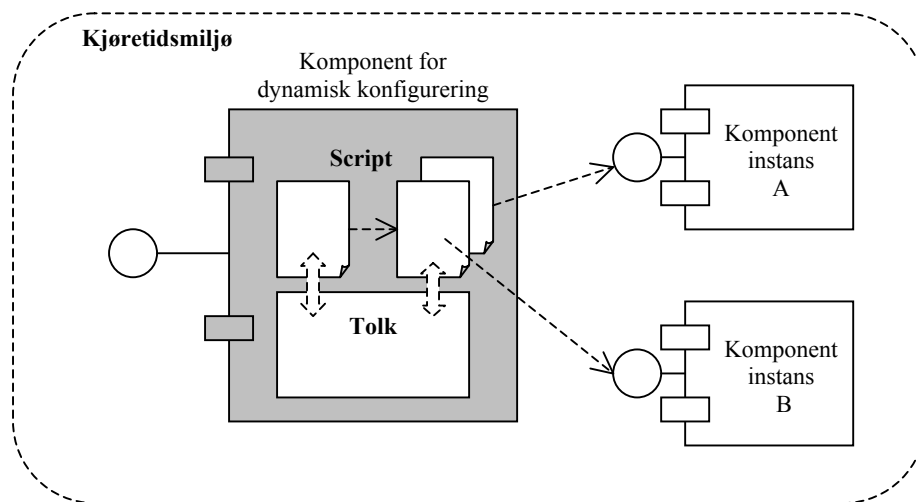 Kjøretidsmiljø
Komponent for
dynamisk konfigurering
Script
Tolk
Komponent
instans
A
Komponent
instans
B